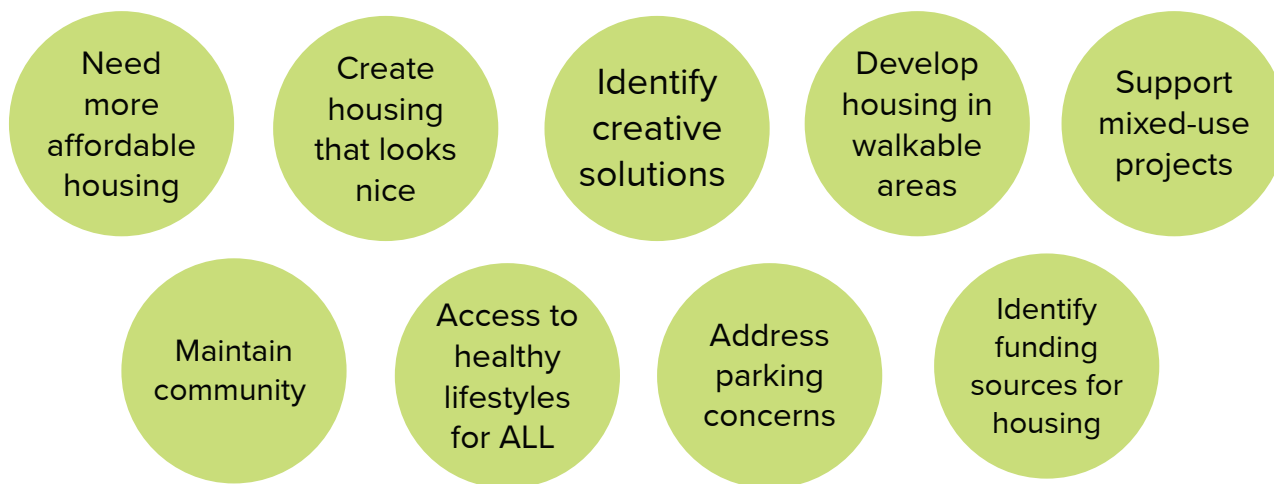 Need
more
affordable
housing
Create
housing
that looks
nice
Identify
creative
solutions
Develop
housing in
walkable
areas
Support
mixed-use
projects
Maintain
community
Access to
healthy
lifestyles
for ALL
Address
parking
concerns
Identify
funding
sources for
housing